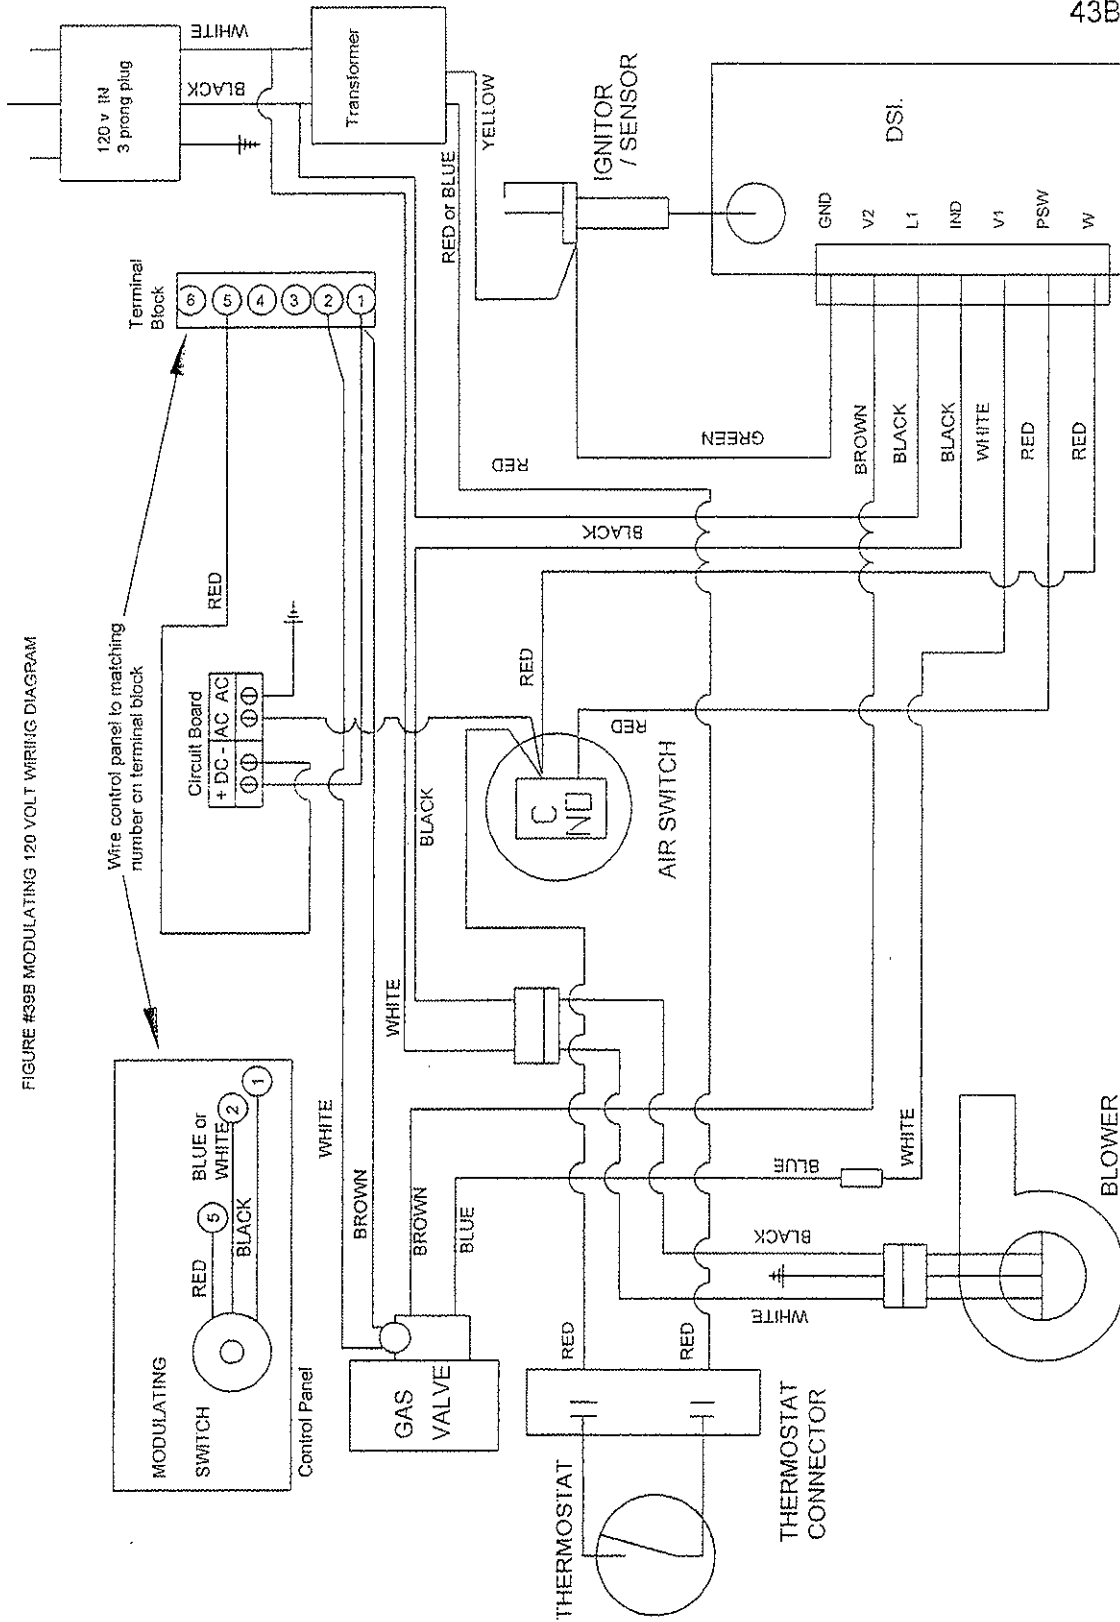 43B
FIGURE #39B MODULATING 120 VOLT WIRING DIAGRAM
Wire control panel to matching
number on terminal block
MODULATING
SWITCH
RED
5
BLUE or
WHITE
2
BLACK
1
Control Panel
Circuit Board
+ DC - AC AC
RED
Terminal
Block
6
5
4
3
2
1
120 v IN
3 prong plug
WHITE
BLACK
Transformer
RED or BLUE
YELLOW
IGNITOR
/ SENSOR
DSI.
GND
V2
L1
IND
V1
PSW
W
GREEN
BROWN
BLACK
BLACK
WHITE
RED
RED
RED
BLACK
RED
RED
C
NO
AIR SWITCH
BLACK
WHITE
WHITE
BROWN
BROWN
BLUE
GAS
VALVE
BLUE
WHITE
BLACK
WHITE
BLOWER
RED
RED
THERMOSTAT
THERMOSTAT
CONNECTOR